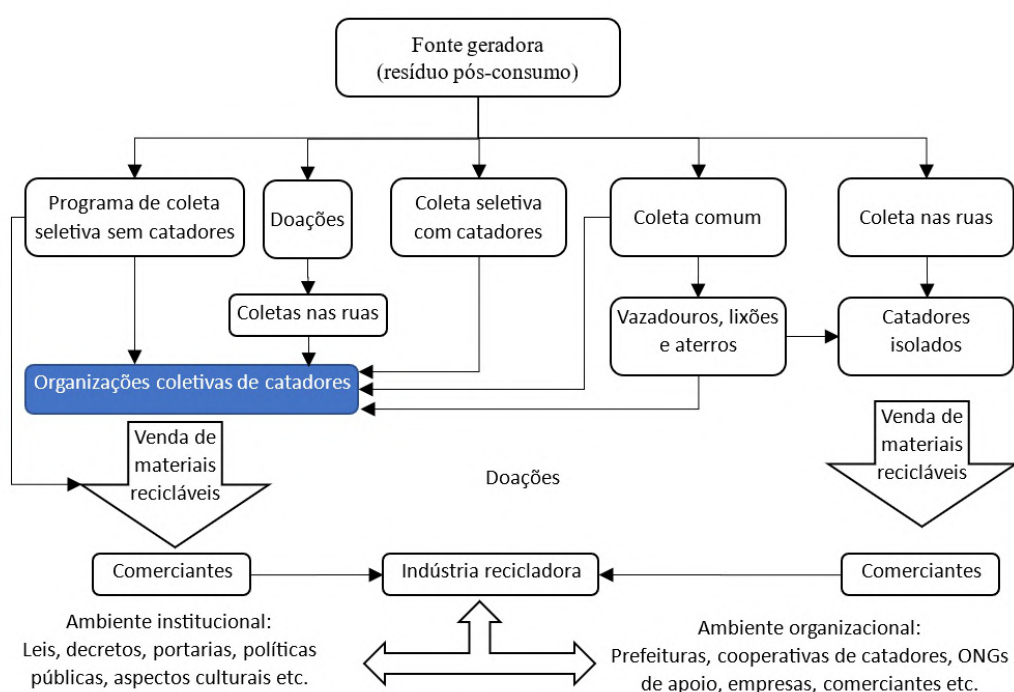 Fonte geradora
(resíduo pós-consumo)
Programa de coleta
seletiva sem catadores
Doações
Coleta seletiva
com catadores
Coleta comum
Coleta nas ruas
Coletas nas ruas
Vazadouros, lixões
e aterros
Catadores
isolados
Organizações coletivas de catadores
Venda de
materiais
recicláveis
Doações
Venda de
materiais
recicláveis
Comerciantes
Indústria recicladora
Comerciantes
Ambiente institucional:
Leis, decretos, portarias, políticas
públicas, aspectos culturais etc.
Ambiente organizacional:
Prefeituras, cooperativas de catadores, ONGs
de apoio, empresas, comerciantes etc.